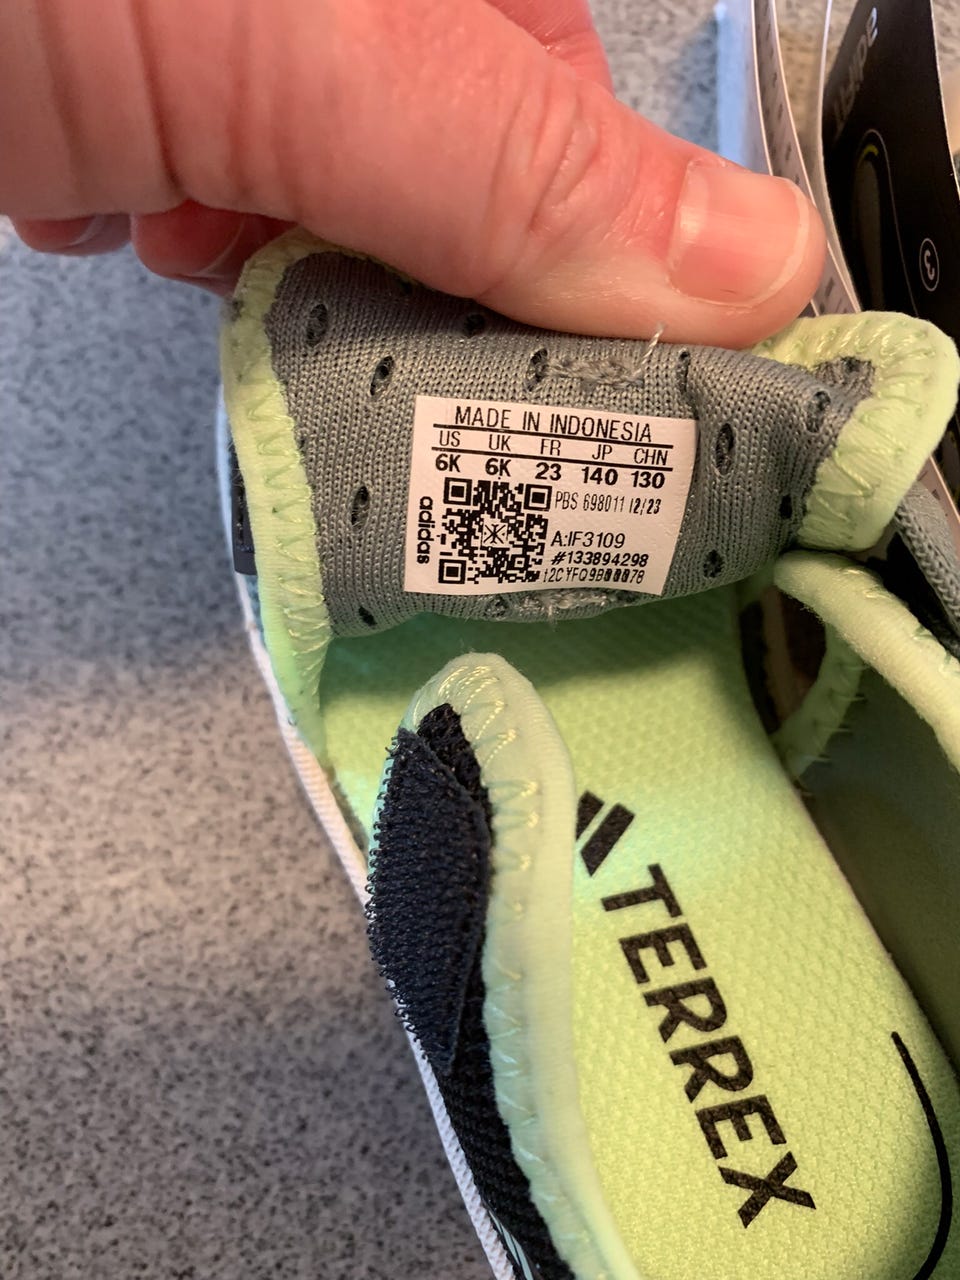 MADE IN INDONESIA
US UK FR JP CHN
6K 6K 23 140 130
PBS 698011 12/23
A:IF3109
#133894298
adidas
TERREX
3